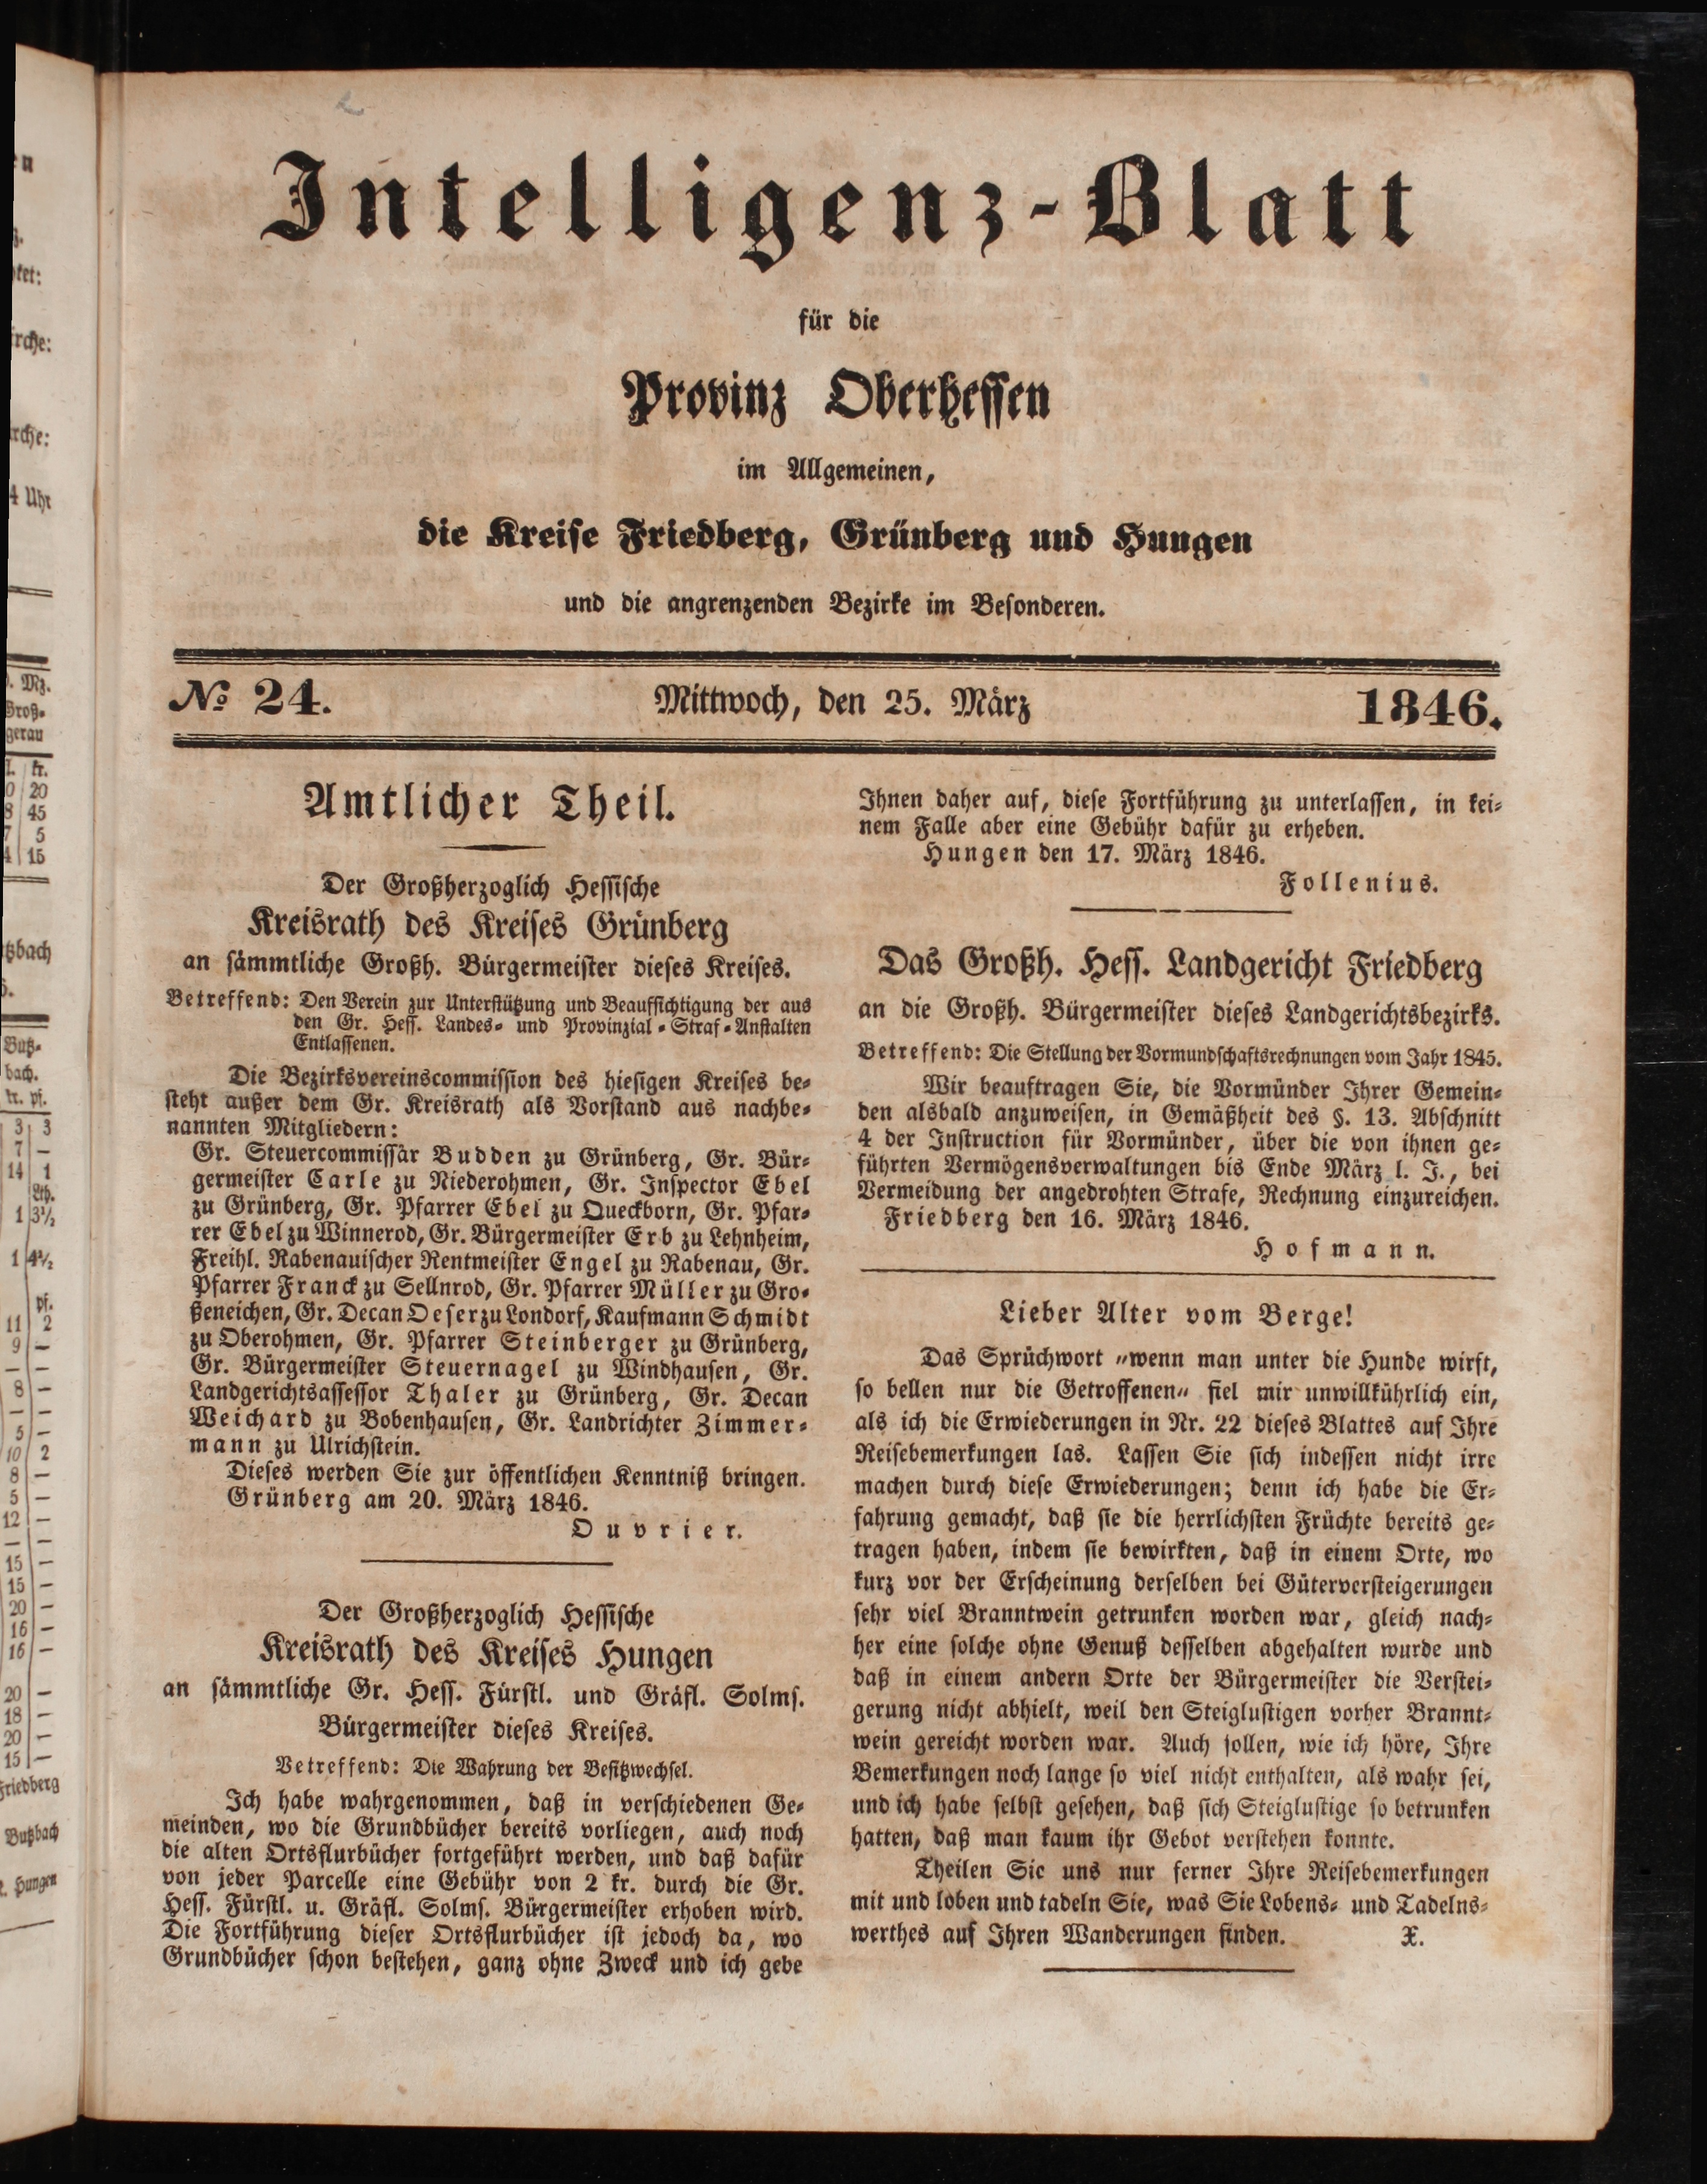 Intelligenz-Blatt
für die
Provinz Oberhessen
im Allgemeinen,
die Kreise Friedberg, Grünberg und Hungen
und die angrenzenden Bezirke im Besonderen.
№ 24.
Mittwoch, den 25. März
1846.
Amtlicher Theil.
Der Großherzoglich Hessische
Kreisrath des Kreises Grünberg
an sämmtliche Großh. Bürgermeister dieses Kreises.
Betreffend: Den Verein zur Unterstützung und Beaufsichtigung der aus
den Gr. Hess. Landes- und Provinzial-Straf-Anstalten
Entlassenen.
Die Bezirksvereinscommission des hiesigen Kreises be-
steht außer dem Gr. Kreisrath als Vorstand aus nachbe-
nannten Mitgliedern:
Gr. Steuercommissär Budden zu Grünberg, Gr. Bür-
germeister Carle zu Niederohmen, Gr. Inspector Ebel
zu Grünberg, Gr. Pfarrer Ebel zu Queckborn, Gr. Pfar-
rer Ebel zu Winnerod, Gr. Bürgermeister Erb zu Lehnheim,
Freihl. Rabenauischer Rentmeister Engel zu Rabenau, Gr.
Pfarrer Franck zu Sellnrod, Gr. Pfarrer Müller zu Gro-
ßeneichen, Gr. Decan Oeser zu Londorf, Kaufmann Schmidt
zu Oberohmen, Gr. Pfarrer Steinberger zu Grünberg,
Gr. Bürgermeister Steuernagel zu Windhausen, Gr.
Landgerichtsassessor Thaler zu Grünberg, Gr. Decan
Weichard zu Bobenhausen, Gr. Landrichter Zimmer-
mann zu Ulrichstein.
Dieses werden Sie zur öffentlichen Kenntniß bringen.
Grünberg am 20. März 1846.
Ouvrier.
Der Großherzoglich Hessische
Kreisrath des Kreises Hungen
an sämmtliche Gr. Hess. Fürstl. und Gräfl. Solms.
Bürgermeister dieses Kreises.
Betreffend: Die Wahrung der Besitzwechsel.
Ich habe wahrgenommen, daß in verschiedenen Ge-
meinden, wo die Grundbücher bereits vorliegen, auch noch
die alten Ortsflurbücher fortgeführt werden, und daß dafür
von jeder Parcelle eine Gebühr von 2 kr. durch die Gr.
Hess. Fürstl. u. Gräfl. Solms. Bürgermeister erhoben wird.
Die Fortführung dieser Ortsflurbücher ist jedoch da, wo
Grundbücher schon bestehen, ganz ohne Zweck und ich gebe
Ihnen daher auf, diese Fortführung zu unterlassen, in kei-
nem Falle aber eine Gebühr dafür zu erheben.
Hungen den 17. März 1846.
Follenius.
Das Großh. Hess. Landgericht Friedberg
an die Großh. Bürgermeister dieses Landgerichtsbezirks.
Betreffend: Die Stellung der Vormundschaftsrechnungen vom Jahr 1845.
Wir beauftragen Sie, die Vormünder Ihrer Gemein-
den alsbald anzuweisen, in Gemäßheit des §. 13. Abschnitt
4 der Instruction für Vormünder, über die von ihnen ge-
führten Vermögensverwaltungen bis Ende März l. J., bei
Vermeidung der angedrohten Strafe, Rechnung einzureichen.
Friedberg den 16. März 1846.
Hofmann.
Lieber Alter vom Berge!
Das Sprüchwort „wenn man unter die Hunde wirft,
so bellen nur die Getroffenen“ fiel mir unwillkührlich ein,
als ich die Erwiederungen in Nr. 22 dieses Blattes auf Ihre
Reisebemerkungen las. Lassen Sie sich indessen nicht irre
machen durch diese Erwiederungen; denn ich habe die Er-
fahrung gemacht, daß sie die herrlichsten Früchte bereits ge-
tragen haben, indem sie bewirkten, daß in einem Orte, wo
kurz vor der Erscheinung derselben bei Güterversteigerungen
sehr viel Branntwein getrunken worden war, gleich nach-
her eine solche ohne Genuß desselben abgehalten wurde und
daß in einem andern Orte der Bürgermeister die Verstei-
gerung nicht abhielt, weil den Steiglustigen vorher Brannt-
wein gereicht worden war. Auch sollen, wie ich höre, Ihre
Bemerkungen noch lange so viel nicht enthalten, als wahr sei,
und ich habe selbst gesehen, daß sich Steiglustige so betrunken
hatten, daß man kaum ihr Gebot verstehen konnte.
Theilen Sie uns nur ferner Ihre Reisebemerkungen
mit und loben und tadeln Sie, was Sie Lobens- und Tadelns-
werthes auf Ihren Wanderungen finden.
X.